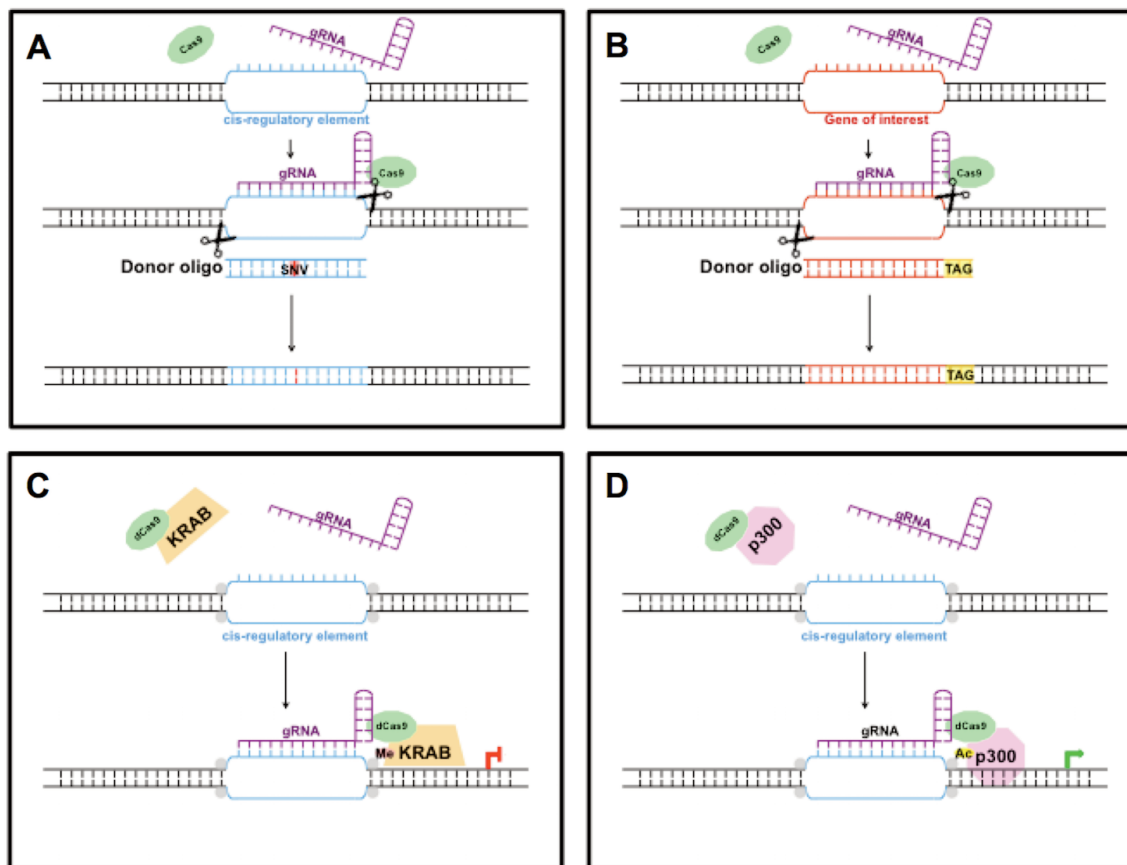 A
Cas9
gRNA
cis-regulatory element
gRNA
Cas9
Donor oligo
SNV
B
Cas9
gRNA
Gene of interest
gRNA
Cas9
Donor oligo
TAG
TAG
C
dCas9
KRAB
gRNA
cis-regulatory element
gRNA
dCas9
Me
KRAB
D
dCas9
p300
gRNA
cis-regulatory element
gRNA
dCas9
Ac
p300